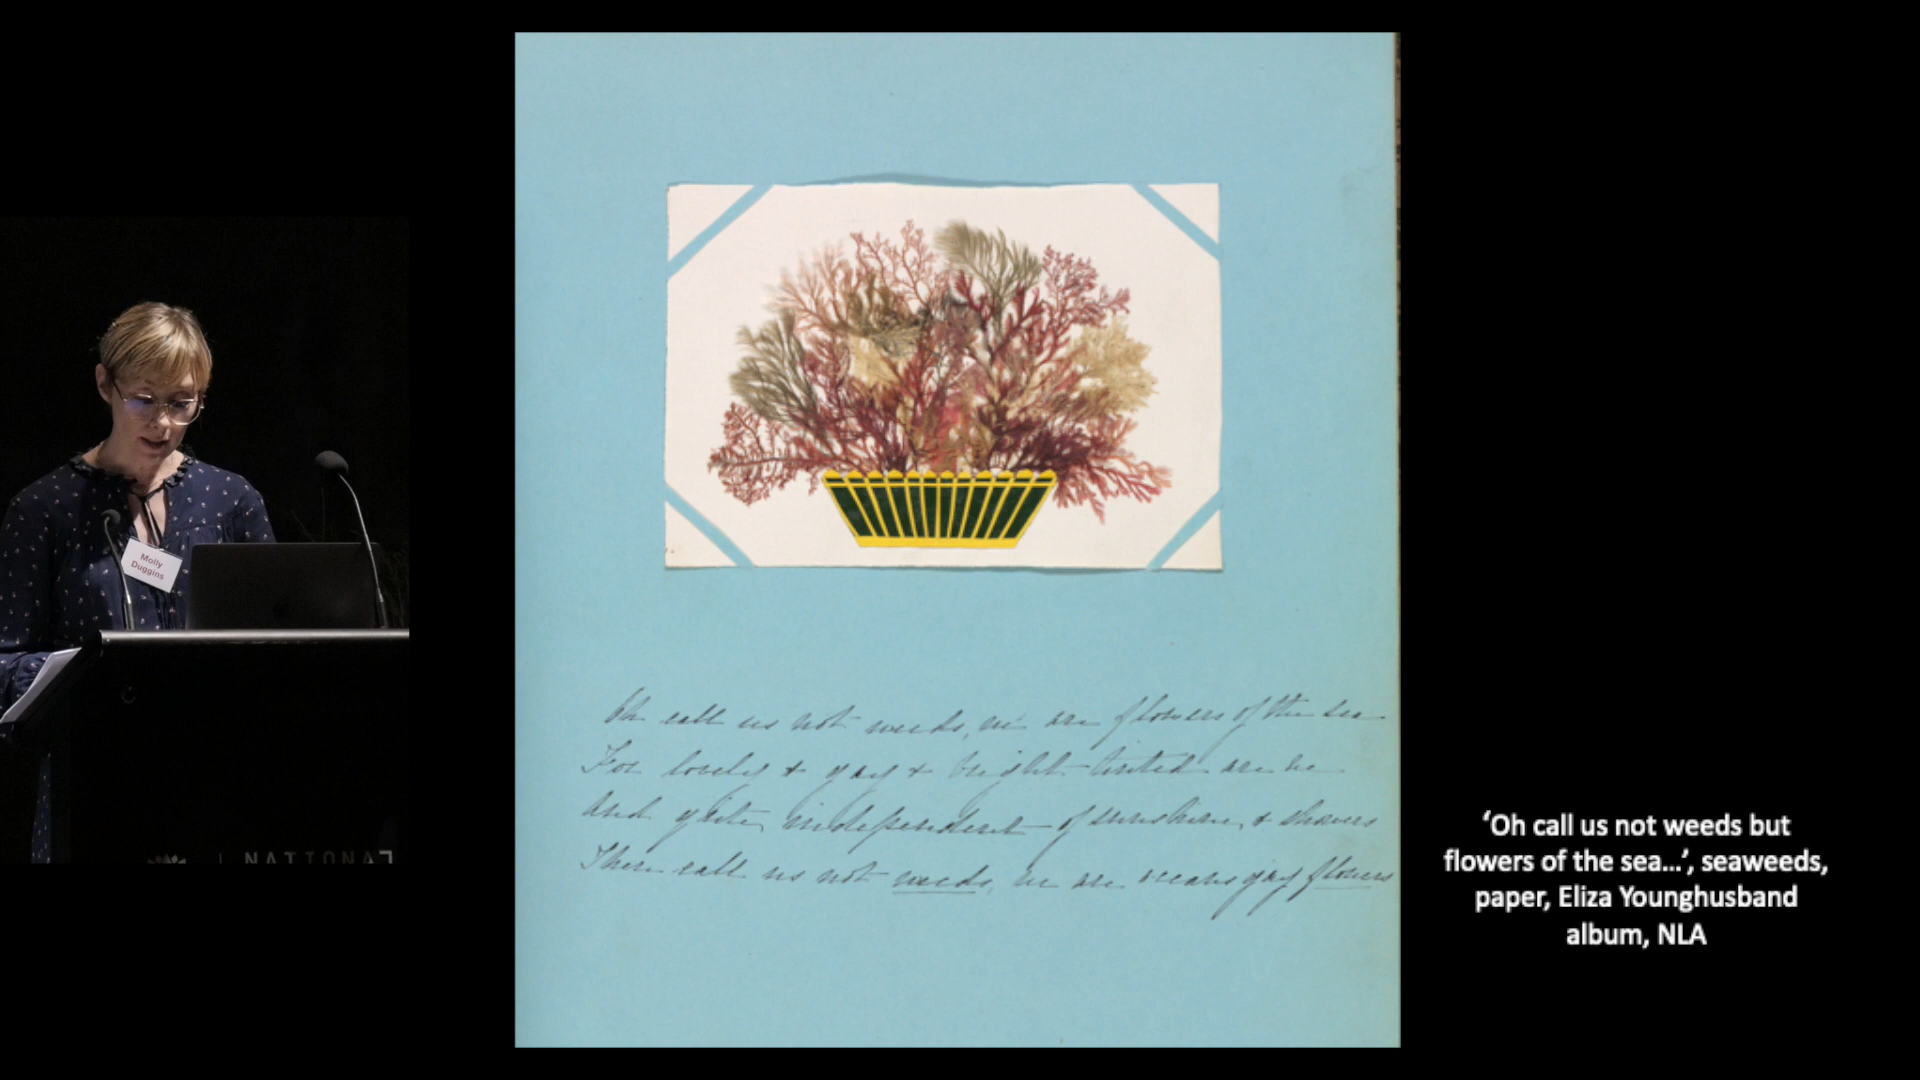 Molly
Duggins
NATIONA
Oh call us not weeds, we are flowers of the sea
For lovely & gay & bright tinted are we
And quite independent of sunshine & showers
Then call us not weeds, we are oceans gay flowers
‘Oh call us not weeds but
flowers of the sea…’, seaweeds,
paper, Eliza Younghusband
album, NLA